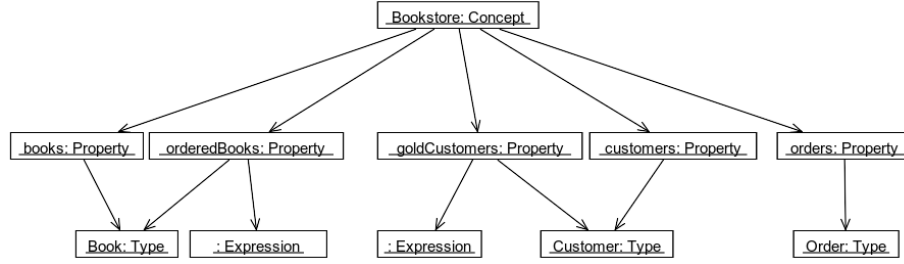 Bookstore: Concept
books: Property
orderedBooks: Property
goldCustomers: Property
customers: Property
orders: Property
Book: Type
: Expression
: Expression
Customer: Type
Order: Type